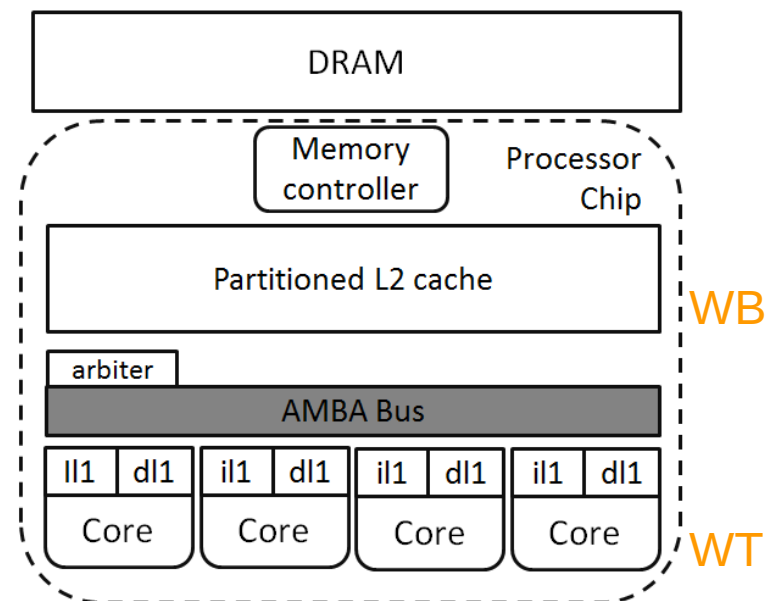 DRAM
Memory
controller
Processor
Chip
Partitioned L2 cache
WB
arbiter
AMBA Bus
Il1 dl1 il1 dl1 il1 dl1 il1 dl1
Core Core Core Core
WT